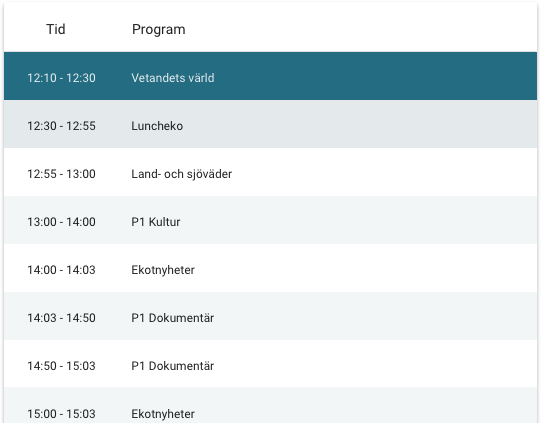 Tid Program
12:10 - 12:30 Vetandets värld
12:30 - 12:55 Luncheko
12:55 - 13:00 Land- och sjöväder
13:00 - 14:00 P1 Kultur
14:00 - 14:03 Ekotnyheter
14:03 - 14:50 P1 Dokumentär
14:50 - 15:03 P1 Dokumentär
15:00 - 15:03 Ekotnyheter